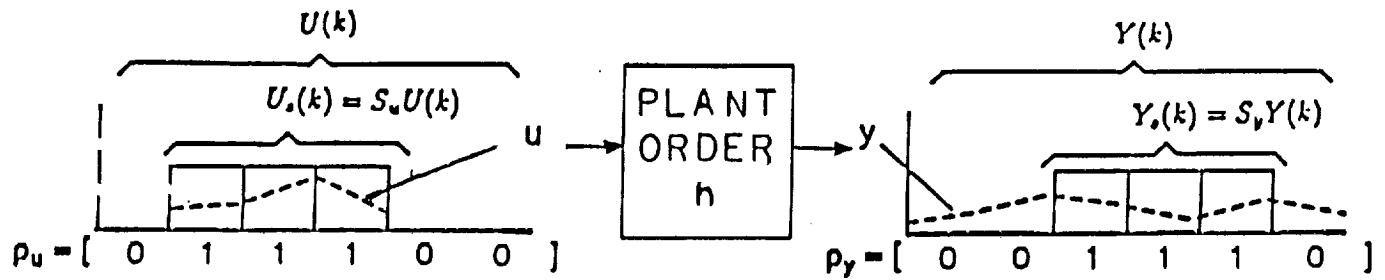 U(k)
Y(k)
U_s(k) = S_u U(k)
Y_s(k) = S_y Y(k)
u
PLANT
ORDER
n
y
ρ_u = [ 0 1 1 1 0 0 ]
ρ_y = [ 0 0 1 1 1 0 ]